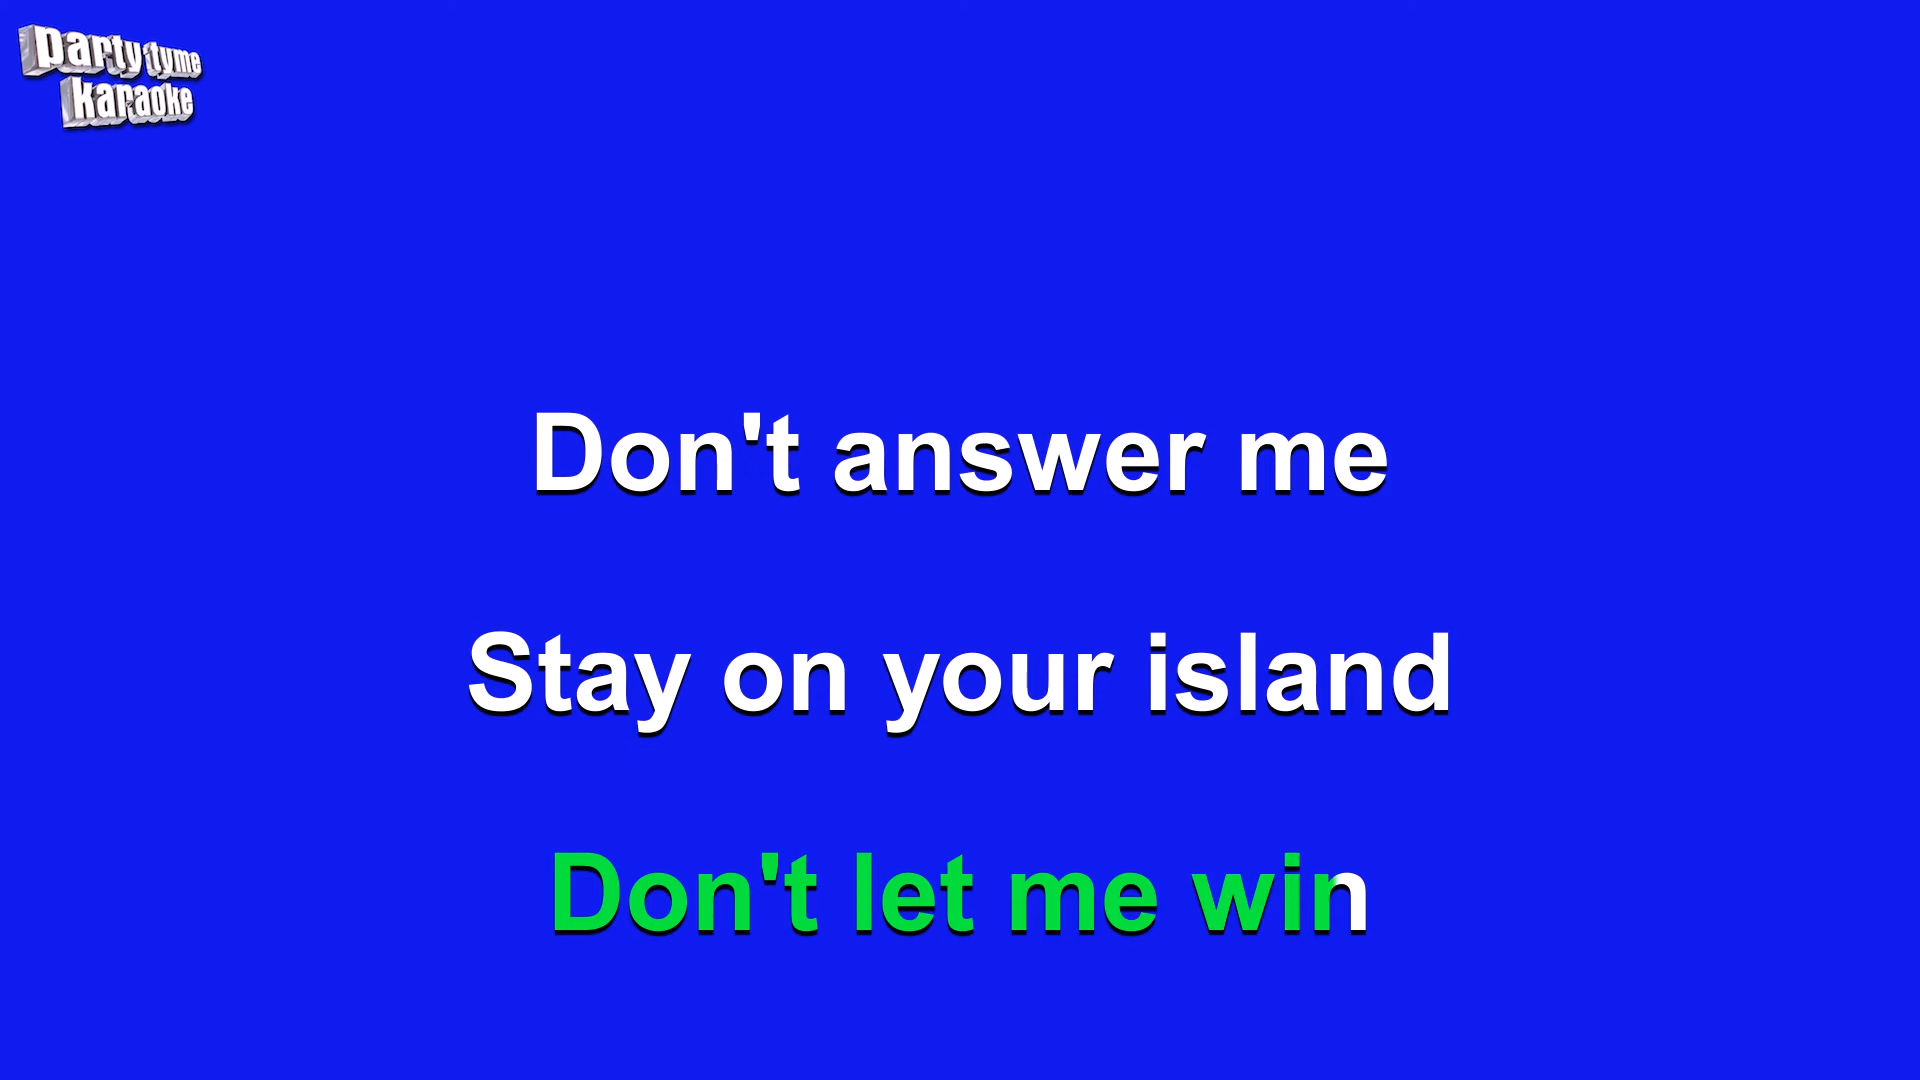 party tyme
karaoke
Don't answer me
Stay on your island
Don't let me win